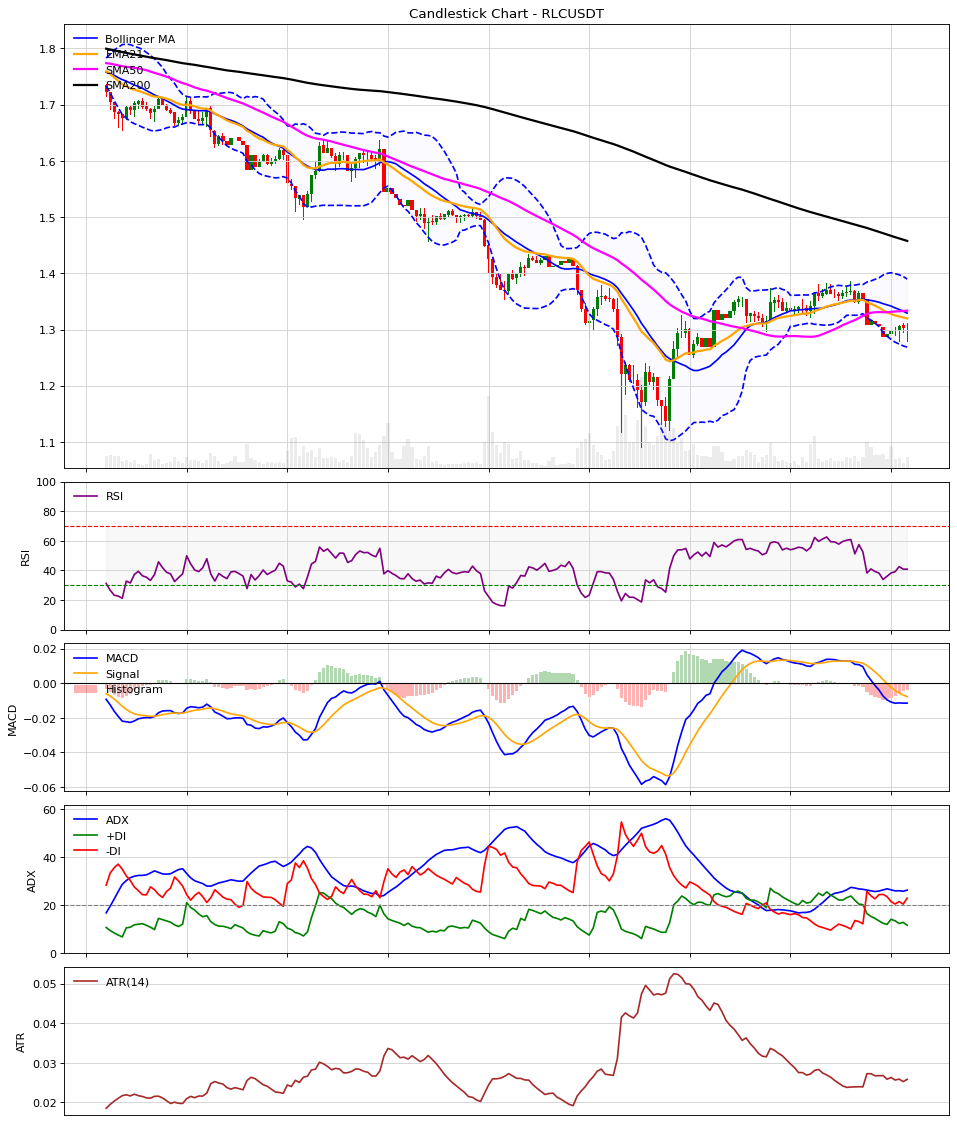 Candlestick Chart - RLCUSDT
1.8
1.7
1.6
1.5
1.4
1.3
1.2
1.1
Bollinger MA
EMA21
SMA50
SMA200
100
80
60
40
20
0
RSI
RSI
0.02
0.00
−0.02
−0.04
−0.06
MACD
MACD
Signal
Histogram
60
40
20
0
ADX
ADX
+DI
-DI
0.05
0.04
0.03
0.02
ATR
ATR(14)